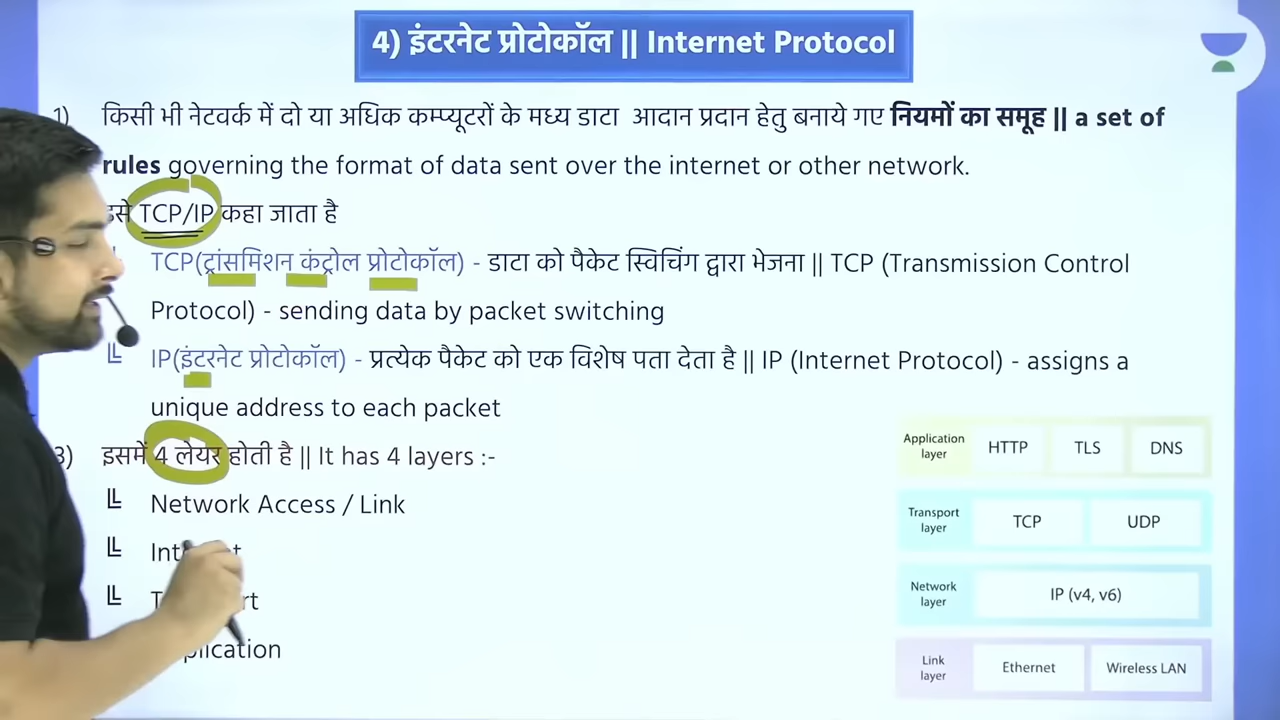 4) इंटरनेट प्रोटोकॉल || Internet Protocol
1) किसी भी नेटवर्क में दो या अधिक कम्प्यूटरों के मध्य डाटा आदान प्रदान हेतु बनाये गए नियमों का समूह || a set of
rules governing the format of data sent over the internet or other network.
TCP/IP कहा जाता है
TCP(ट्रांसमिशन कंट्रोल प्रोटोकॉल) - डाटा को पैकेट स्विचिंग द्वारा भेजना || TCP (Transmission Control
Protocol) - sending data by packet switching
IP(इंटरनेट प्रोटोकॉल) - प्रत्येक पैकेट को एक विशेष पता देता है || IP (Internet Protocol) - assigns a
unique address to each packet
3) इसमें 4 लेयर होती है || It has 4 layers :-
Network Access / Link
Application layer HTTP TLS DNS
Transport layer TCP UDP
Network layer IP (v4, v6)
Link layer Ethernet Wireless LAN